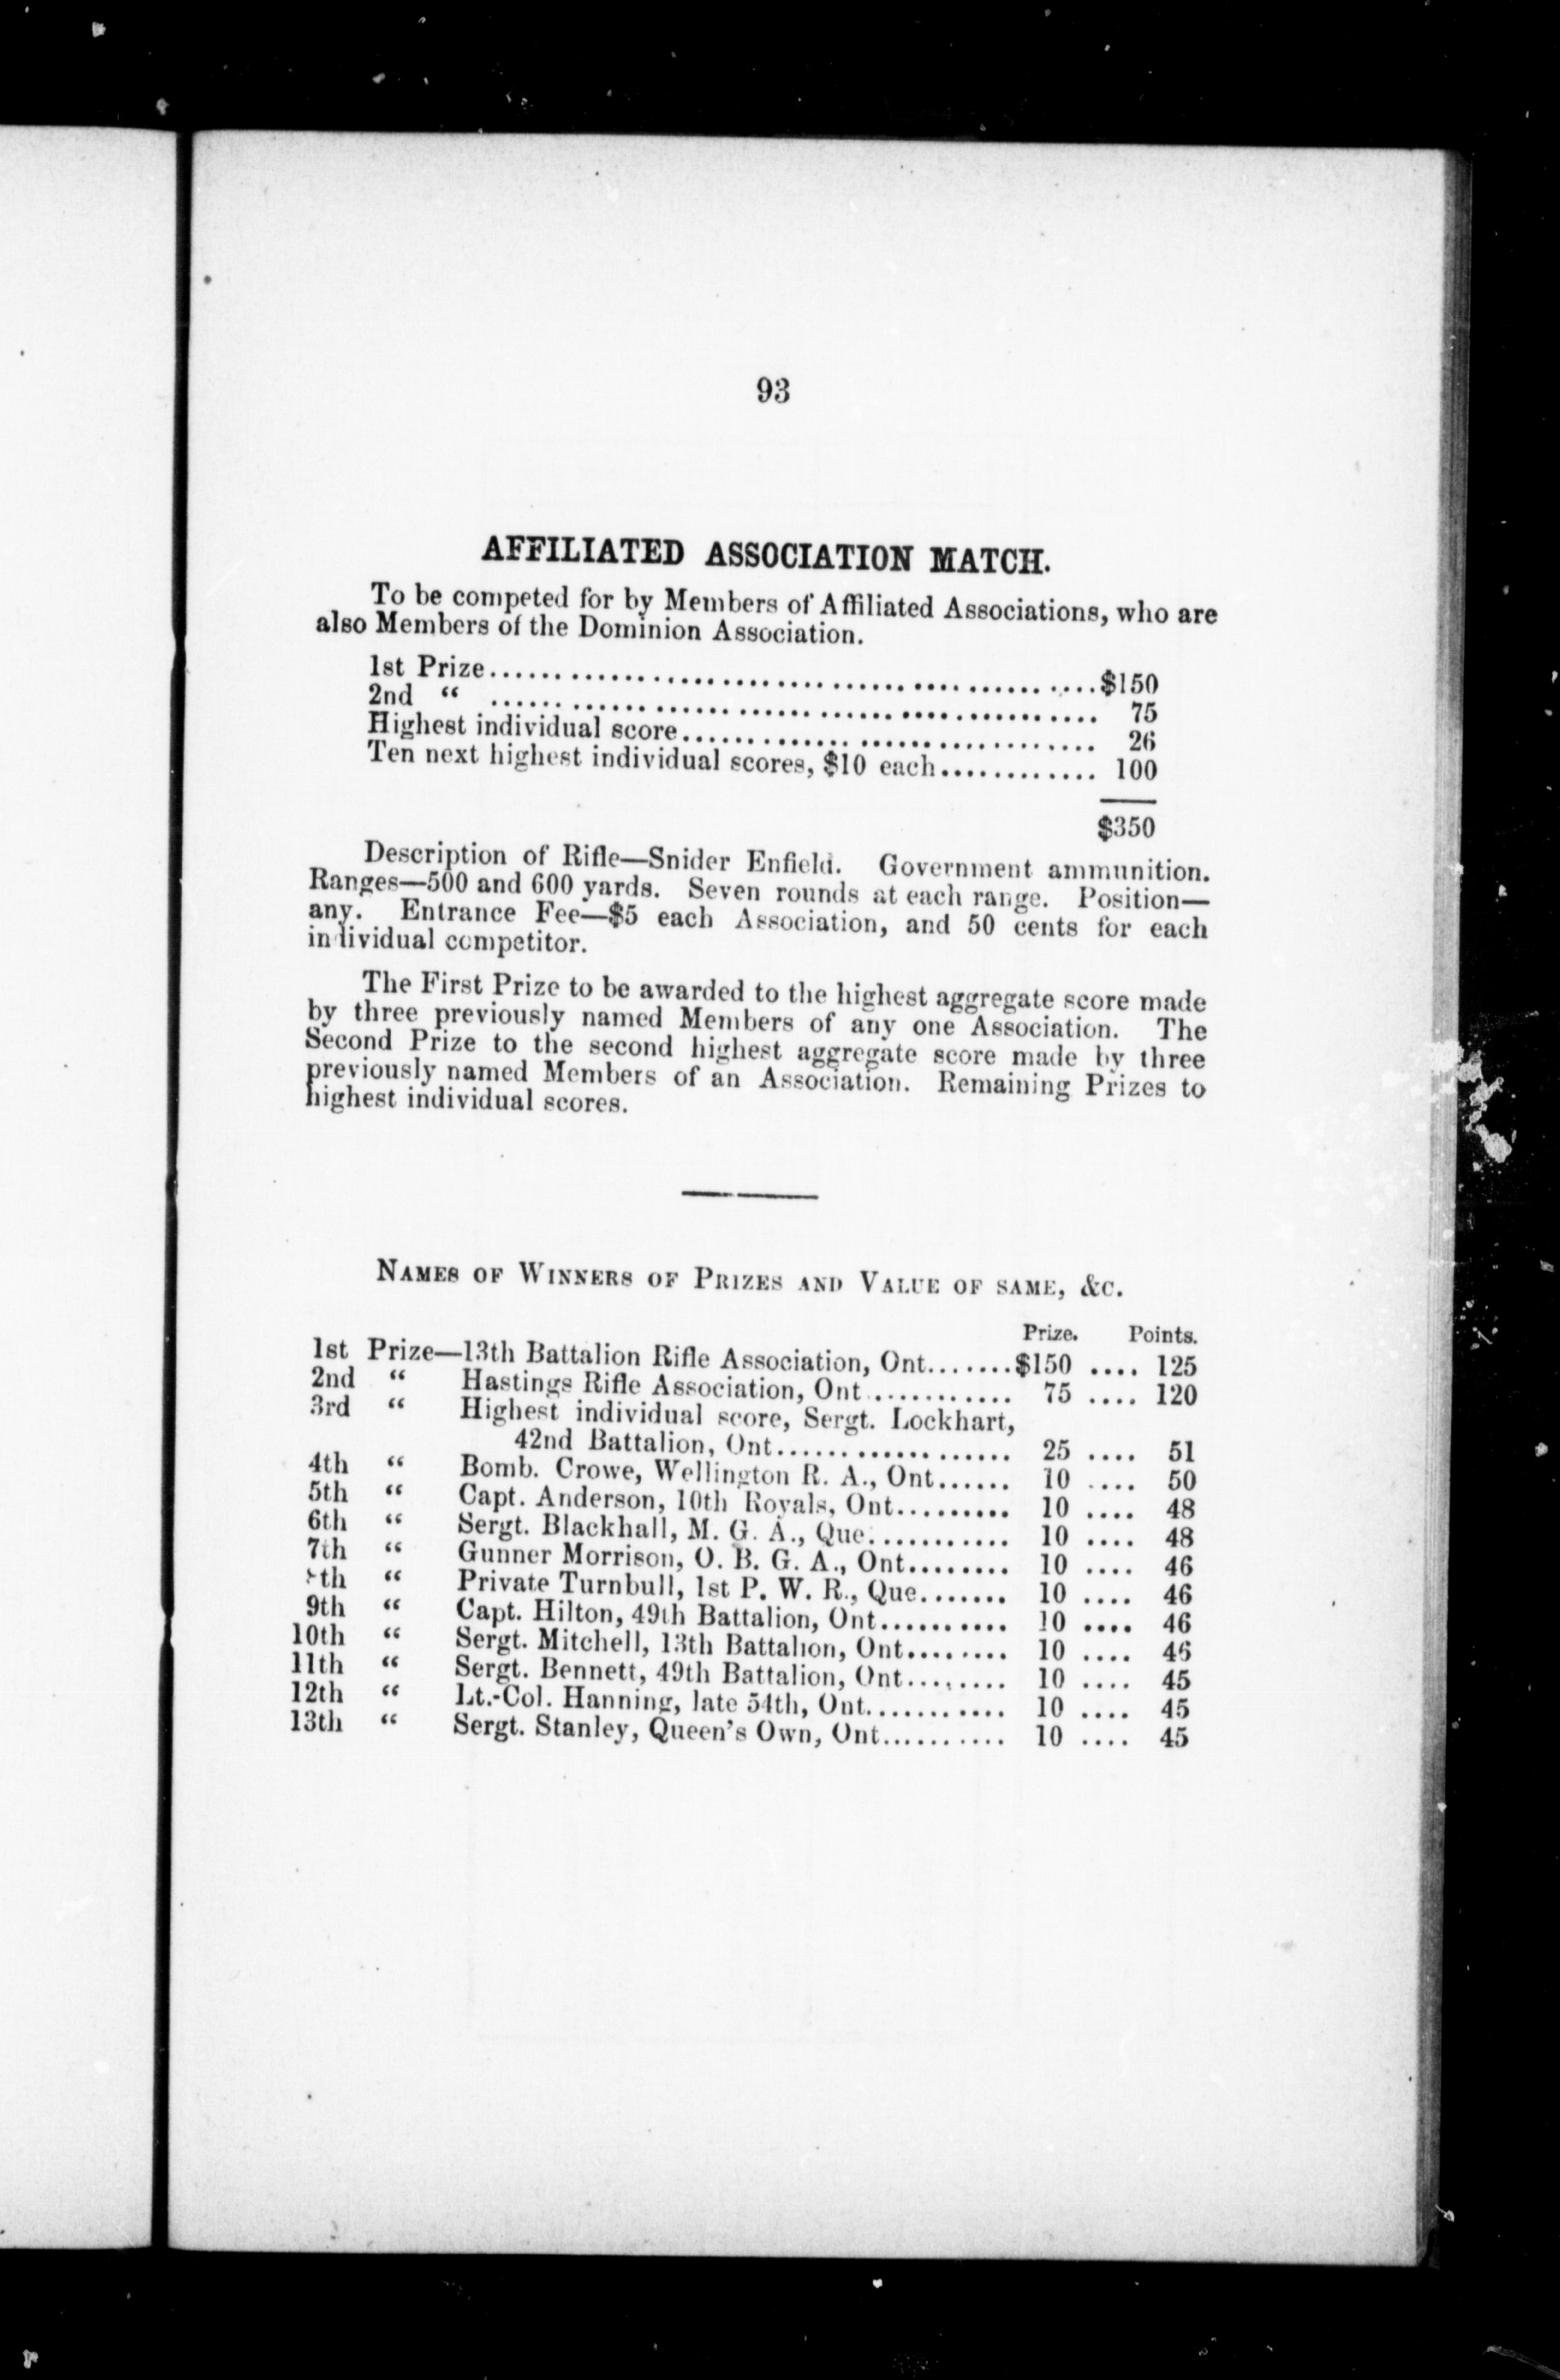 93
AFFILIATED ASSOCIATION MATCH.
To be competed for by Members of Affiliated Associations, who are
also Members of the Dominion Association.
1st Prize.............................................$150
2nd “ ............................................. 75
Highest individual score................................ 26
Ten next highest individual scores, $10 each............ 100
$350
Description of Rifle—Snider Enfield. Government ammunition.
Ranges—500 and 600 yards. Seven rounds at each range. Position—
any. Entrance Fee—$5 each Association, and 50 cents for each
individual competitor.
The First Prize to be awarded to the highest aggregate score made
by three previously named Members of any one Association. The
Second Prize to the second highest aggregate score made by three
previously named Members of an Association. Remaining Prizes to
highest individual scores.
NAMES OF WINNERS OF PRIZES AND VALUE OF SAME, &C.
Prize. Points.
1st Prize—13th Battalion Rifle Association, Ont.......$150 .... 125
2nd “ Hastings Rifle Association, Ont............ 75 .... 120
3rd “ Highest individual score, Sergt. Lockhart,
42nd Battalion, Ont.................... 25 .... 51
4th “ Bomb. Crowe, Wellington R. A., Ont...... 10 .... 50
5th “ Capt. Anderson, 10th Royals, Ont.......... 10 .... 48
6th “ Sergt. Blackhall, M. G. A., Que............ 10 .... 48
7th “ Gunner Morrison, O. B. G. A., Ont........ 10 .... 46
8th “ Private Turnbull, 1st P. W. R., Que....... 10 .... 46
9th “ Capt. Hilton, 49th Battalion, Ont.......... 10 .... 46
10th “ Sergt. Mitchell, 13th Battalion, Ont........ 10 .... 46
11th “ Sergt. Bennett, 49th Battalion, Ont........ 10 .... 45
12th “ Lt.-Col. Hanning, late 54th, Ont........... 10 .... 45
13th “ Sergt. Stanley, Queen's Own, Ont.......... 10 .... 45